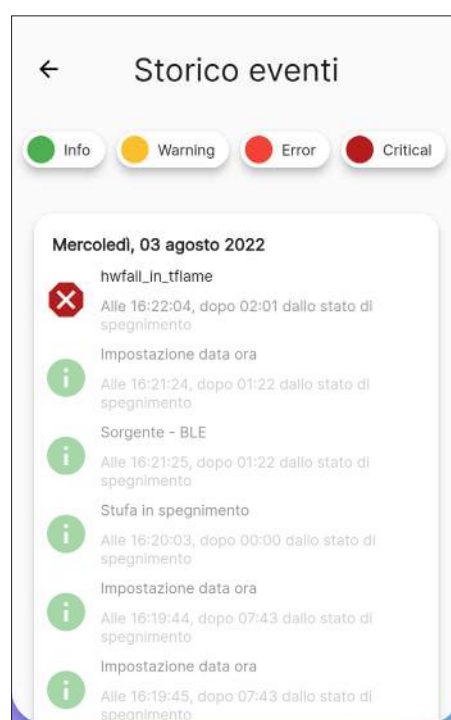 Storico eventi
Info
Warning
Error
Critical
Mercoledì, 03 agosto 2022
hwfail_in_tflame
Alle 16:22:04, dopo 02:01 dallo stato di
spegnimento
Impostazione data ora
Alle 16:21:24, dopo 01:22 dallo stato di
spegnimento
Sorgente - BLE
Alle 16:21:25, dopo 01:22 dallo stato di
spegnimento
Stufa in spegnimento
Alle 16:20:03, dopo 00:00 dallo stato di
spegnimento
Impostazione data ora
Alle 16:19:44, dopo 07:43 dallo stato di
spegnimento
Impostazione data ora
Alle 16:19:45, dopo 07:43 dallo stato di
spegnimento